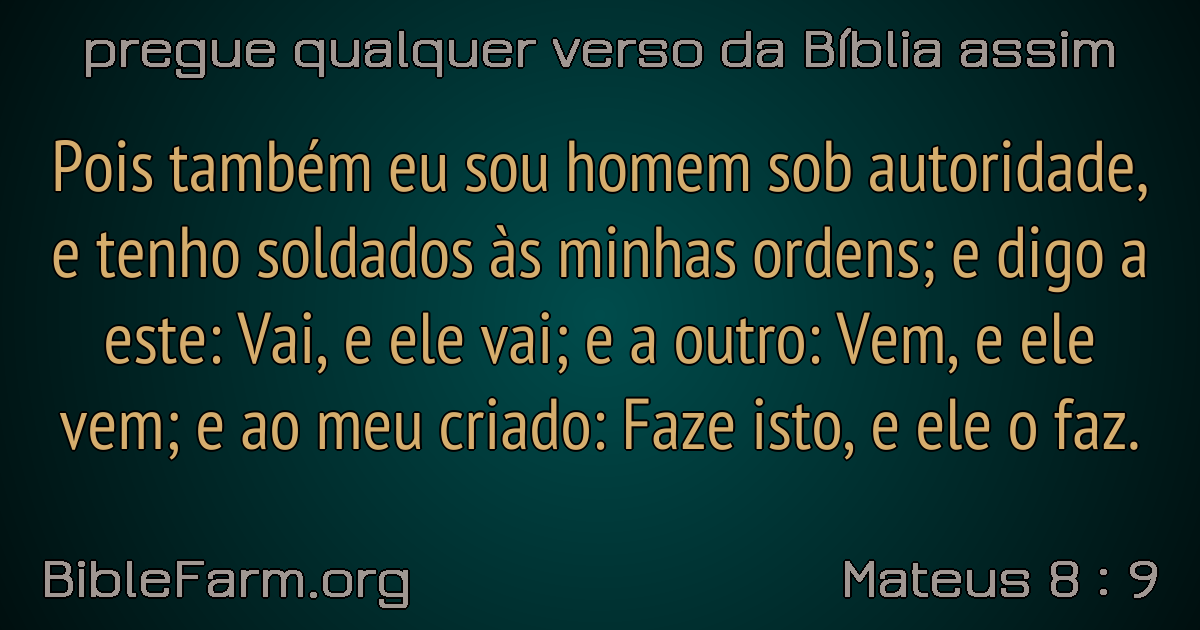 pregue qualquer verso da Bíblia assim
Pois também eu sou homem sob autoridade,
e tenho soldados às minhas ordens; e digo a
este: Vai, e ele vai; e a outro: Vem, e ele
vem; e ao meu criado: Faze isto, e ele o faz.
BibleFarm.org
Mateus 8 : 9